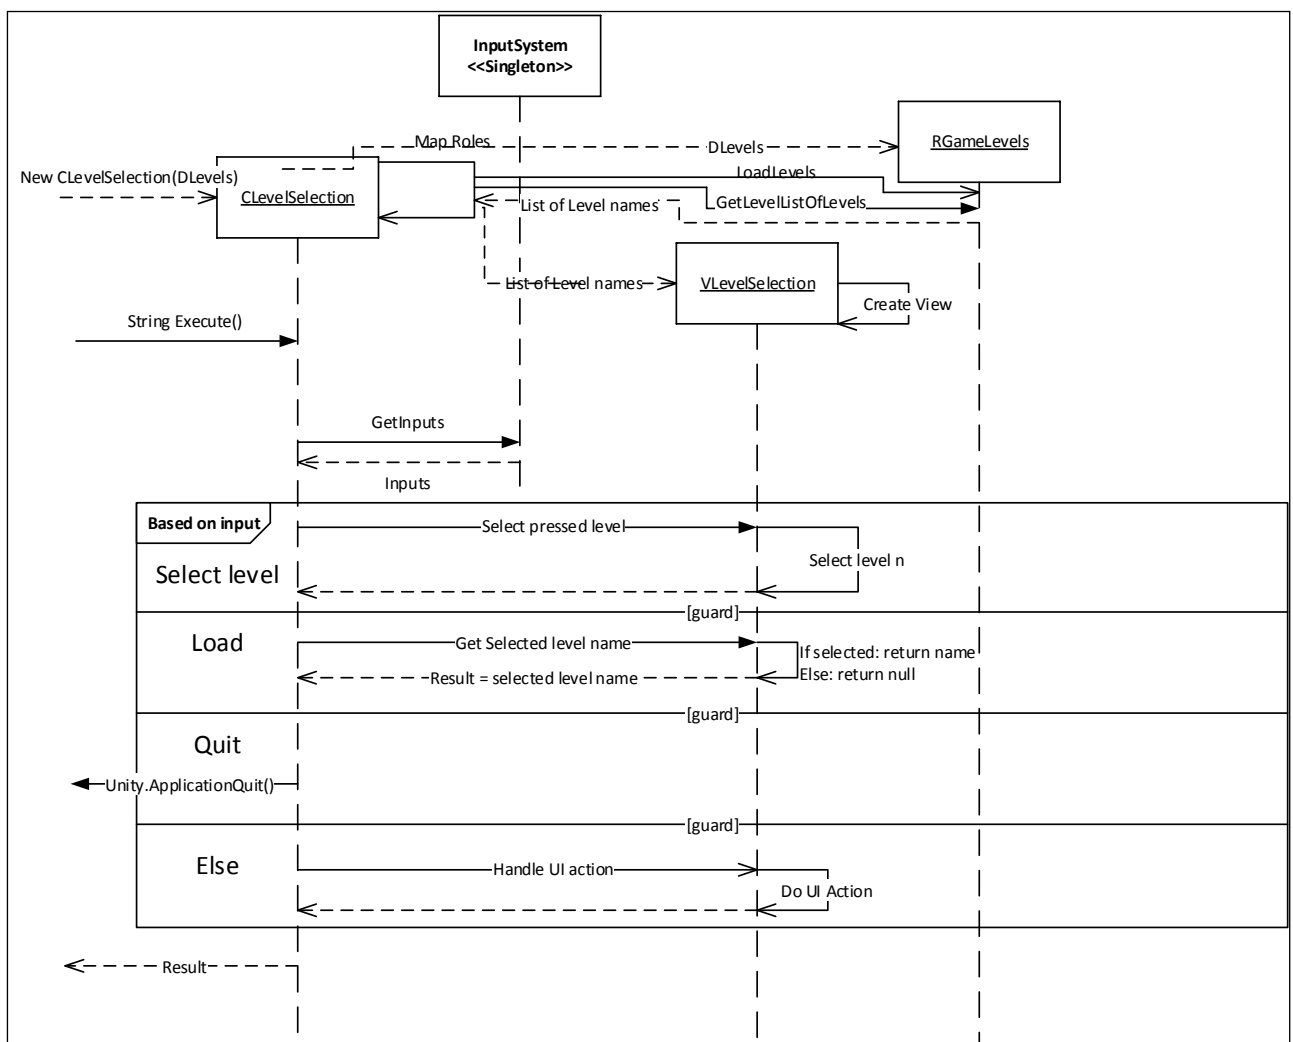 InputSystem
<<Singleton>>
Map Roles
DLevels
RGameLevels
LoadLevels
New CLevelSelection(DLevels)
CLevelSelection
List of Level names
GetLevelListOfLevels
List of Level names
VLevelSelection
Create View
String Execute()
GetInputs
Inputs
Based on input
Select pressed level
Select level n
Select level
[guard]
Load
Get Selected level name
If selected: return name
Else: return null
Result = selected level name
[guard]
Quit
Unity.ApplicationQuit()
[guard]
Else
Handle UI action
Do UI Action
Result